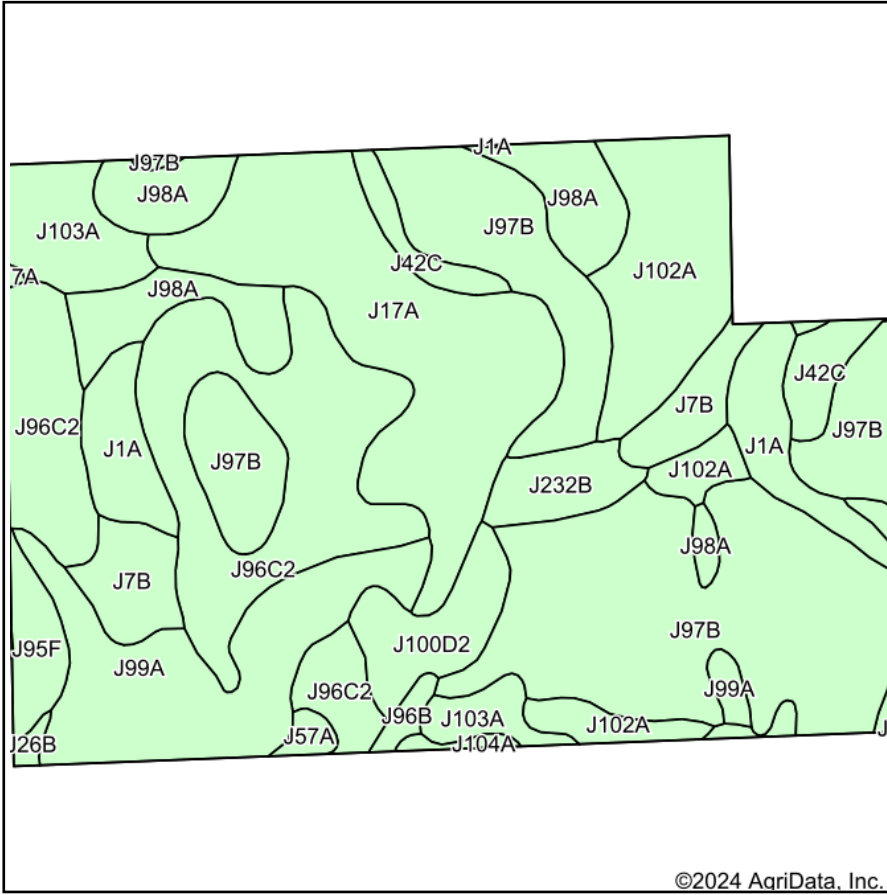 J1A
J97B
J98A
J98A
J97B
J103A
J42C
J102A
7A
J98A
J17A
J42C
J7B
J96C2
J97B
J1A
J1A
J97B
J102A
J232B
J98A
J96C2
J7B
J97B
J100D2
J95F
J99A
J99A
J96C2
J96B
J103A
J102A
J57A
J26B
J104A
J
©2024 AgriData, Inc.